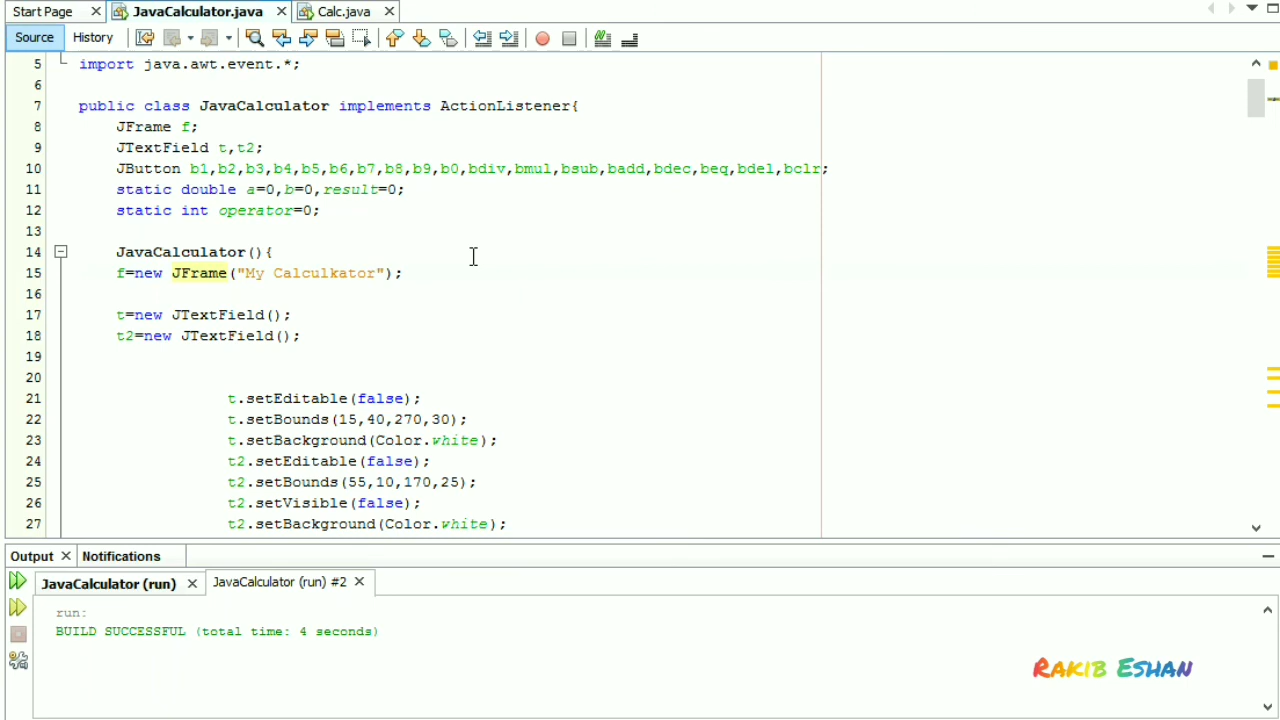 Start Page JavaCalculator.java Calc.java
Source History
5 import java.awt.event.*;
6
7 public class JavaCalculator implements ActionListener{
8 JFrame f;
9 JTextField t,t2;
10 JButton b1,b2,b3,b4,b5,b6,b7,b8,b9,b0,bdiv,bmul,bsub,badd,bdec,beq,bdel,bclr;
11 static double a=0,b=0,result=0;
12 static int operator=0;
13
14 JavaCalculator(){
15 f=new JFrame("My Calculkator");
16
17 t=new JTextField();
18 t2=new JTextField();
19
20
21 t.setEditable(false);
22 t.setBounds(15,40,270,30);
23 t.setBackground(Color.white);
24 t2.setEditable(false);
25 t2.setBounds(55,10,170,25);
26 t2.setVisible(false);
27 t2.setBackground(Color.white);
Output Notifications
JavaCalculator (run) JavaCalculator (run) #2
run:
BUILD SUCCESSFUL (total time: 4 seconds)
Rakib Eshan